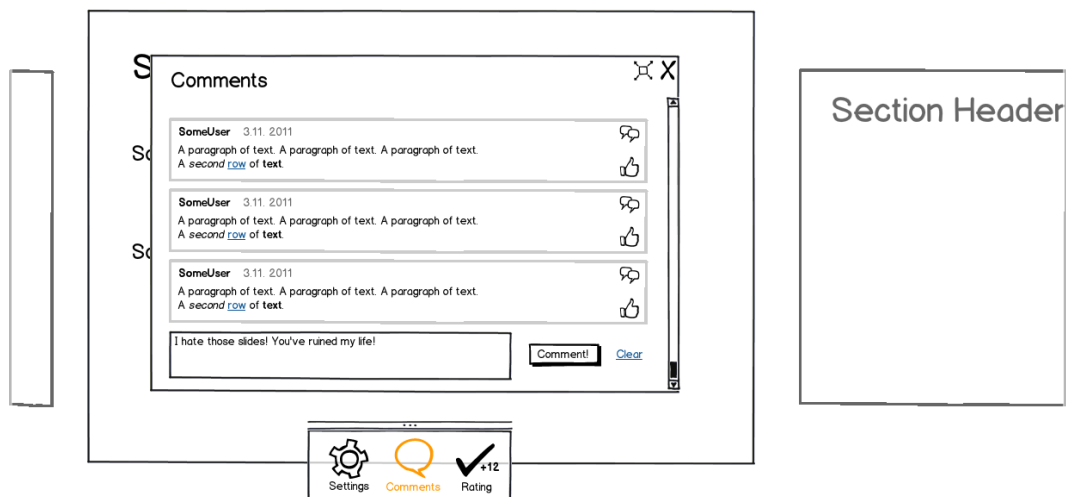 S
Comments
Section Header
SomeUser 3.11. 2011
A paragraph of text. A paragraph of text. A paragraph of text.
A second row of text.
So
SomeUser 3.11. 2011
A paragraph of text. A paragraph of text. A paragraph of text.
A second row of text.
So
SomeUser 3.11. 2011
A paragraph of text. A paragraph of text. A paragraph of text.
A second row of text.
I hate those slides! You've ruined my life!
Comment! Clear
+12
Settings Comments Rating